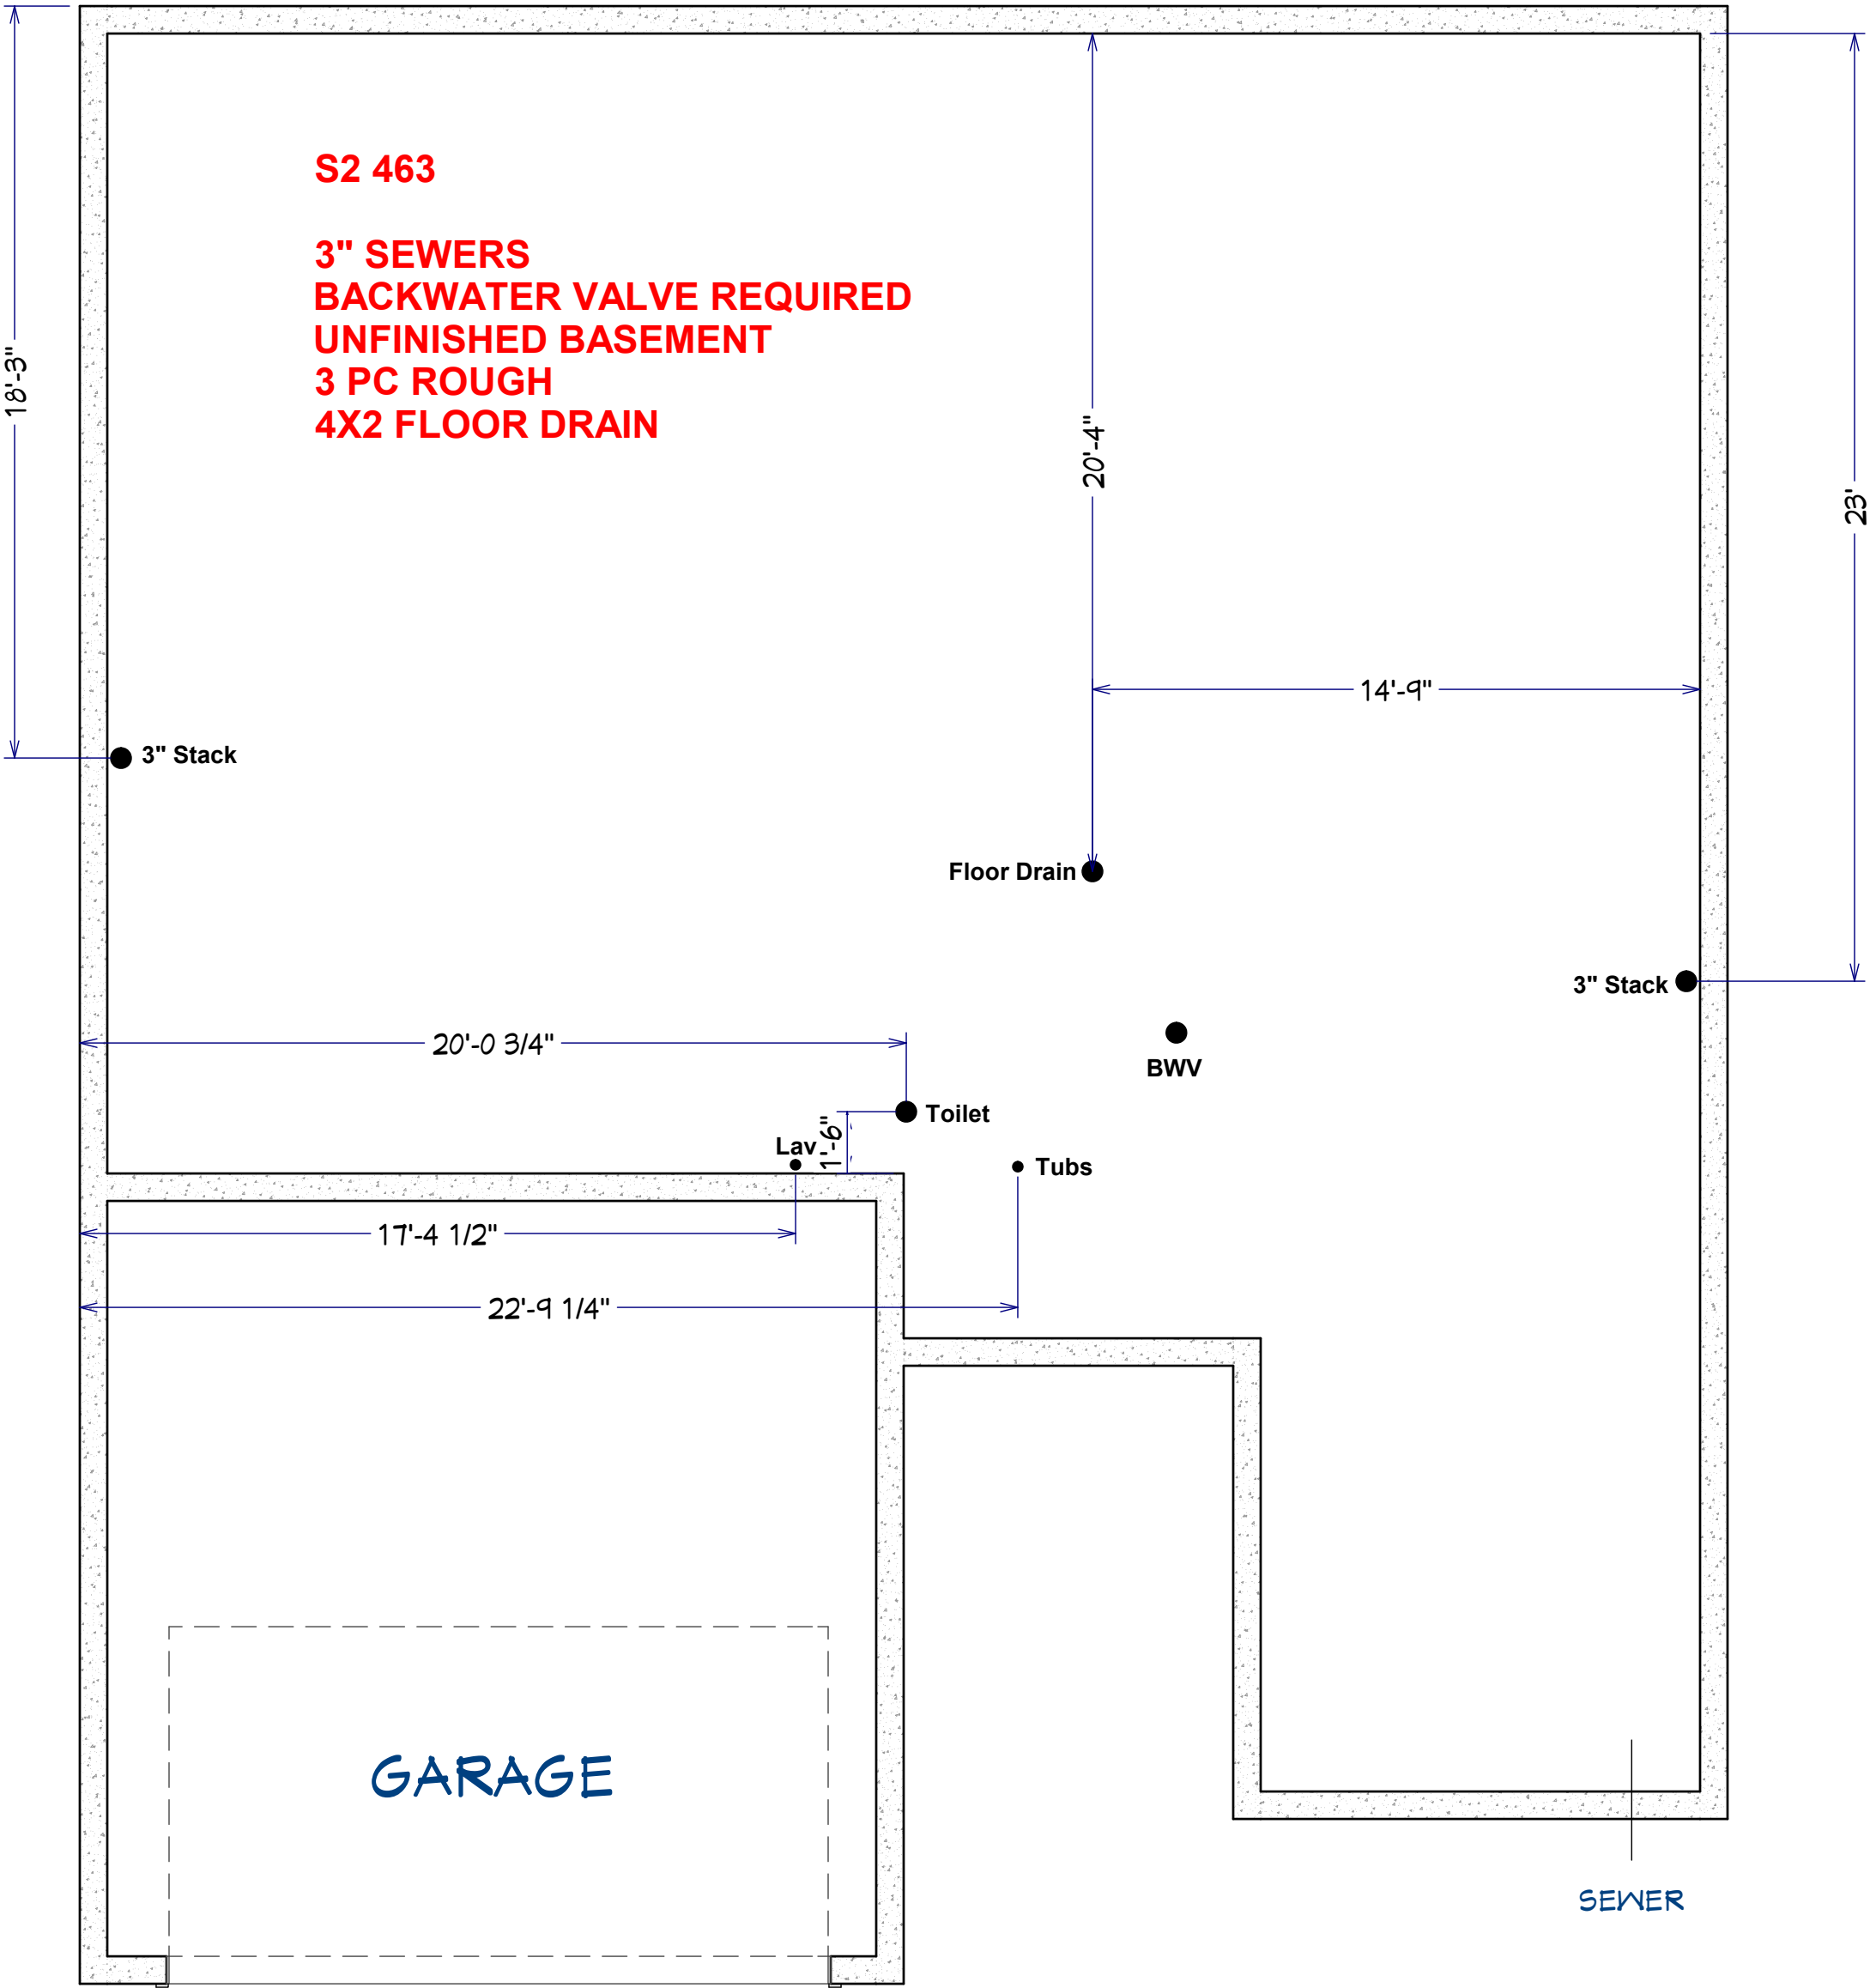 S2 463
3" SEWERS
BACKWATER VALVE REQUIRED
UNFINISHED BASEMENT
3 PC ROUGH
4X2 FLOOR DRAIN
18'-3"
20'-4"
23'
14'-9"
3" Stack
Floor Drain
3" Stack
20'-0 3/4"
BWV
Toilet
1'-6"
Lav
Tubs
17'-4 1/2"
22'-9 1/4"
GARAGE
SEWER